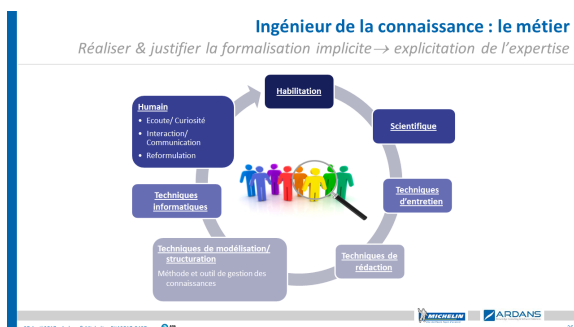 Ingénieur de la connaissance : le métier
Réaliser & justifier la formalisation implicite→ explicitation de l'expertise
Habilitation
Scientifique
Techniques
d'entretien
Techniques de
rédaction
Techniques de modélisation/
structuration
Méthode et outil de gestion des
connaissances
Techniques
informatiques
Humain
• Ecoute/ Curiosité
• Interaction/
Communication
• Reformulation
MICHELIN
ARDANS